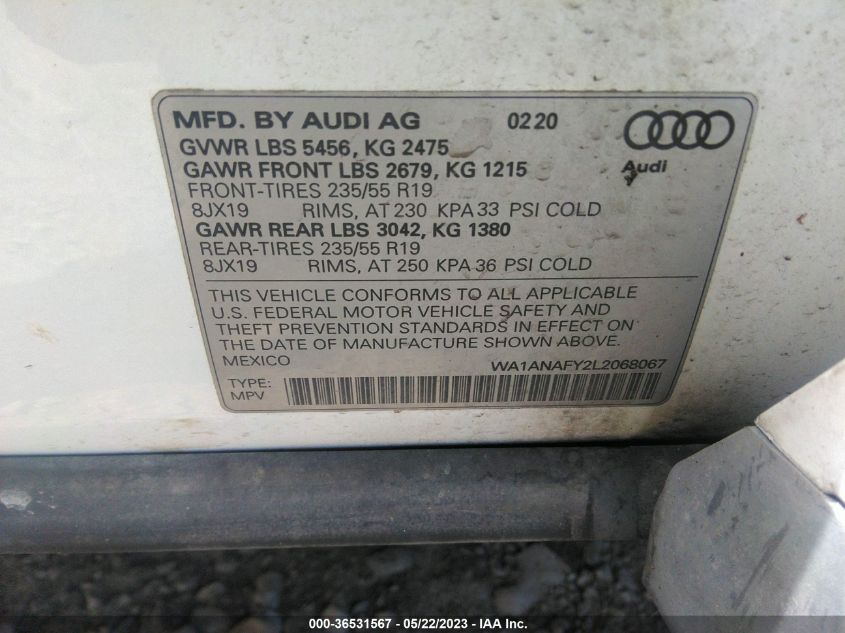 MFD. BY AUDI AG 0220
GVWR LBS 5456, KG 2475
GAWR FRONT LBS 2679, KG 1215
Audi
FRONT-TIRES 235/55 R19
8JX19 RIMS, AT 230 KPA 33 PSI COLD
GAWR REAR LBS 3042, KG 1380
REAR-TIRES 235/55 R19
8JX19 RIMS, AT 250 KPA 36 PSI COLD
THIS VEHICLE CONFORMS TO ALL APPLICABLE
U.S. FEDERAL MOTOR VEHICLE SAFETY AND
THEFT PREVENTION STANDARDS IN EFFECT ON
THE DATE OF MANUFACTURE SHOWN ABOVE.
MEXICO WA1ANAFY2L2068067
TYPE:
MPV
000-36531567 - 05/22/2023 - IAA Inc.